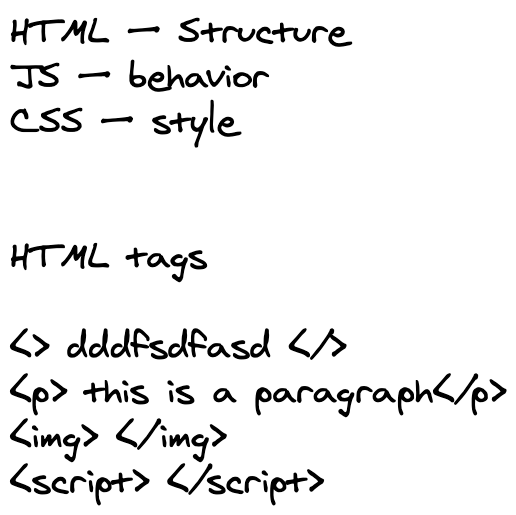 HTML — Structure
JS — behavior
CSS — style
HTML tags
<> dddfsdfasd </>
<p> this is a paragraph</p>
<img> </img>
<script> </script>